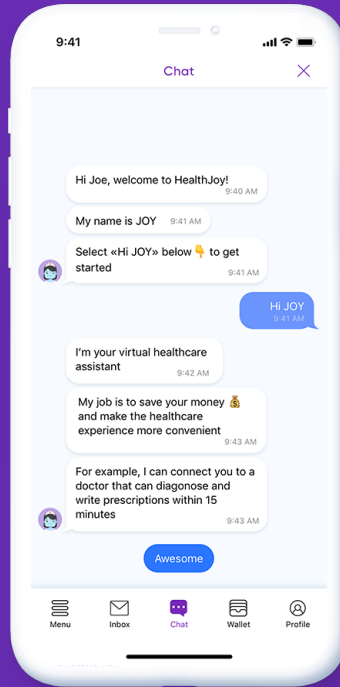 9:41
Chat
Hi Joe, welcome to HealthJoy!
9:40 AM
My name is JOY 9:41 AM
Select «Hi JOY» below 👇 to get
started
9:41 AM
Hi JOY
9:41 AM
I'm your virtual healthcare
assistant
9:42 AM
My job is to save your money 💰
and make the healthcare
experience more convenient
9:43 AM
For example, I can connect you to a
doctor that can diagonose and
write prescriptions within 15
minutes
9:43 AM
Awesome
Menu Inbox Chat Wallet Profile